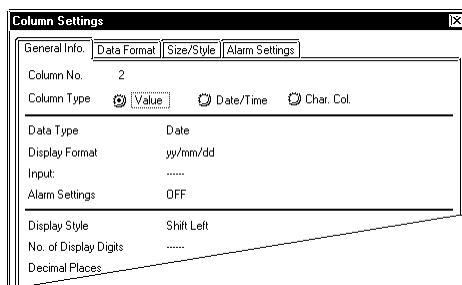 Column Settings
General Info. Data Format Size/Style Alarm Settings
Column No. 2
Column Type Value Date/Time Char. Col.
Data Type Date
Display Format yy/mm/dd
Input: ------
Alarm Settings OFF
Display Style Shift Left
No. of Display Digits ------
Decimal Places